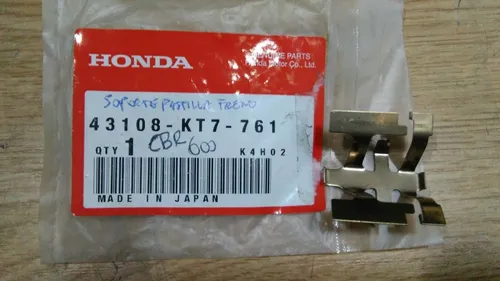 HONDA
GENUINE PARTS
Honda Motor Co., Ltd.
SOPORTE PASTILLA FRENO
43108-KT7-761
QTY 1 CBR 600 K4H02
MADE IN JAPAN